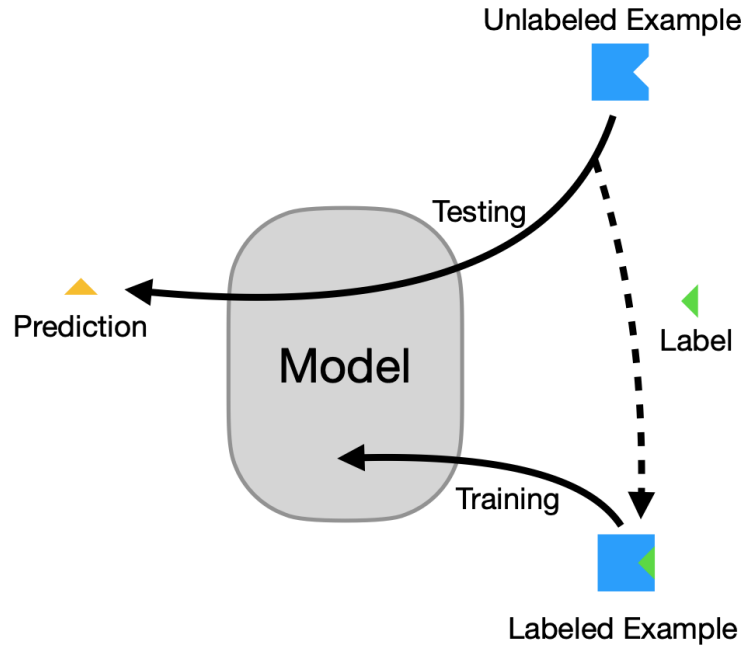 Unlabeled Example
Testing
Prediction
Label
Model
Training
Labeled Example